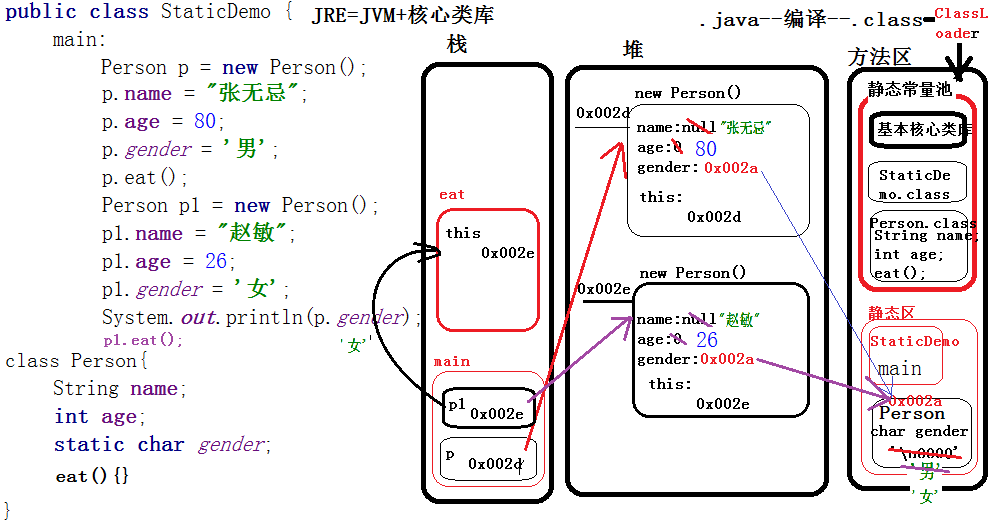 public class StaticDemo {
main:
Person p = new Person();
p.name = "张无忌";
p.age = 80;
p.gender = '男';
p.eat();
Person p1 = new Person();
p1.name = "赵敏";
p1.age = 26;
p1.gender = '女';
System.out.println(p.gender);
p1.eat();
'女'
class Person{
String name;
int age;
static char gender;
eat(){}
}
JRE=JVM+核心类库
.java--编译--.class-
ClassL
oader
栈
eat
this
0x002e
main
p1 0x002e
p 0x002d
堆
new Person()
0x002d
name:null "张无忌"
age:0 80
gender: 0x002a
this:
0x002d
new Person()
0x002e
name:null "赵敏"
age:0 26
gender:0x002a
this:
0x002e
方法区
静态常量池
基本核心类库
StaticDe
mo.class
Person.class
String name;
int age;
eat();
静态区
StaticDemo
main
0x002a
Person
char gender
'/u0000'
'男'
'女'